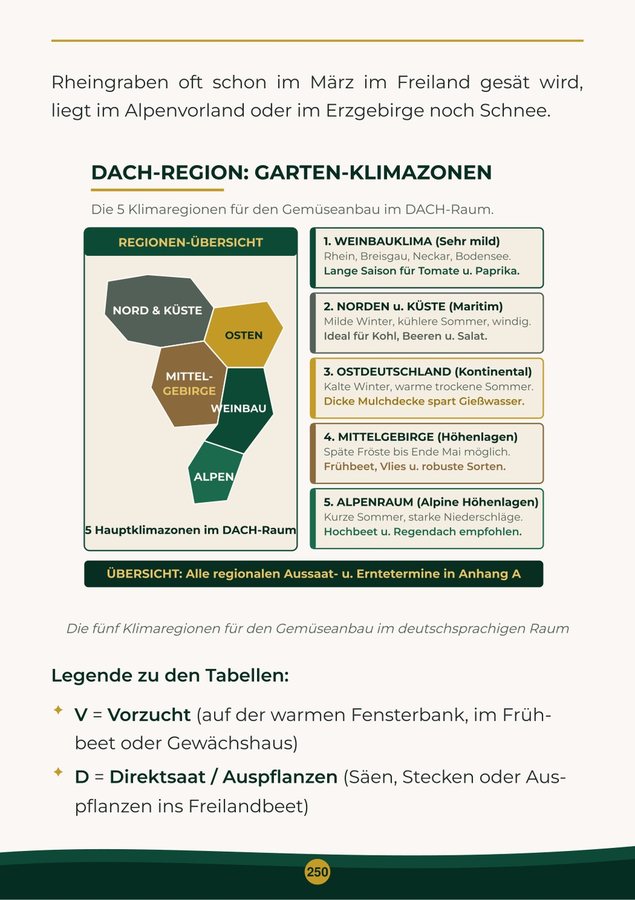 Rheingraben oft schon im März im Freiland gesät wird,
liegt im Alpenvorland oder im Erzgebirge noch Schnee.
DACH-REGION: GARTEN-KLIMAZONEN
Die 5 Klimaregionen für den Gemüseanbau im DACH-Raum.
REGIONEN-ÜBERSICHT
NORD & KÜSTE
OSTEN
MITTEL-
GEBIRGE
WEINBAU
ALPEN
5 Hauptklimazonen im DACH-Raum
1. WEINBAUKLIMA (Sehr mild)
Rhein, Breisgau, Neckar, Bodensee.
Lange Saison für Tomate u. Paprika.
2. NORDEN u. KÜSTE (Maritim)
Milde Winter, kühlere Sommer, windig.
Ideal für Kohl, Beeren u. Salat.
3. OSTDEUTSCHLAND (Kontinental)
Kalte Winter, warme trockene Sommer.
Dicke Mulchdecke spart Gießwasser.
4. MITTELGEBIRGE (Höhenlagen)
Späte Fröste bis Ende Mai möglich.
Frühbeet, Vlies u. robuste Sorten.
5. ALPENRAUM (Alpine Höhenlagen)
Kurze Sommer, starke Niederschläge.
Hochbeet u. Regendach empfohlen.
ÜBERSICHT: Alle regionalen Aussaat- u. Erntetermine in Anhang A
Die fünf Klimaregionen für den Gemüseanbau im deutschsprachigen Raum
Legende zu den Tabellen:
V = Vorzucht (auf der warmen Fensterbank, im Früh-
beet oder Gewächshaus)
D = Direktsaat / Auspflanzen (Säen, Stecken oder Aus-
pflanzen ins Freilandbeet)
250